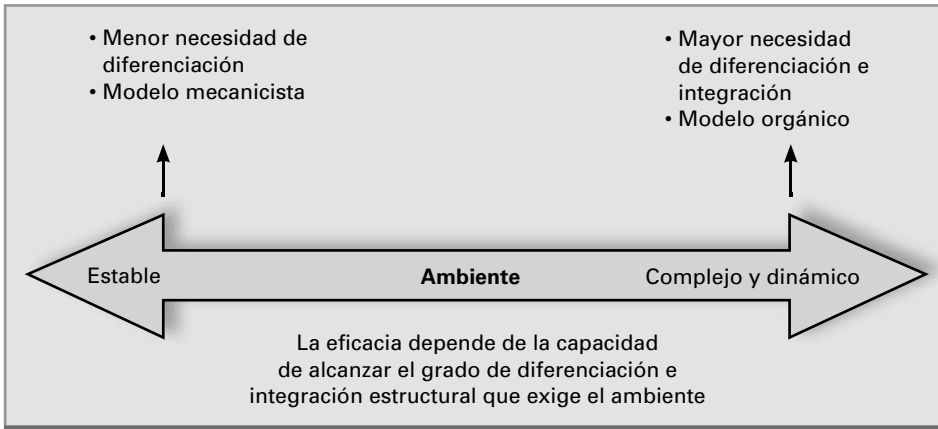 • Menor necesidad de
diferenciación
• Modelo mecanicista
• Mayor necesidad
de diferenciación e
integración
• Modelo orgánico
Estable
Ambiente
Complejo y dinámico
La eficacia depende de la capacidad
de alcanzar el grado de diferenciación e
integración estructural que exige el ambiente